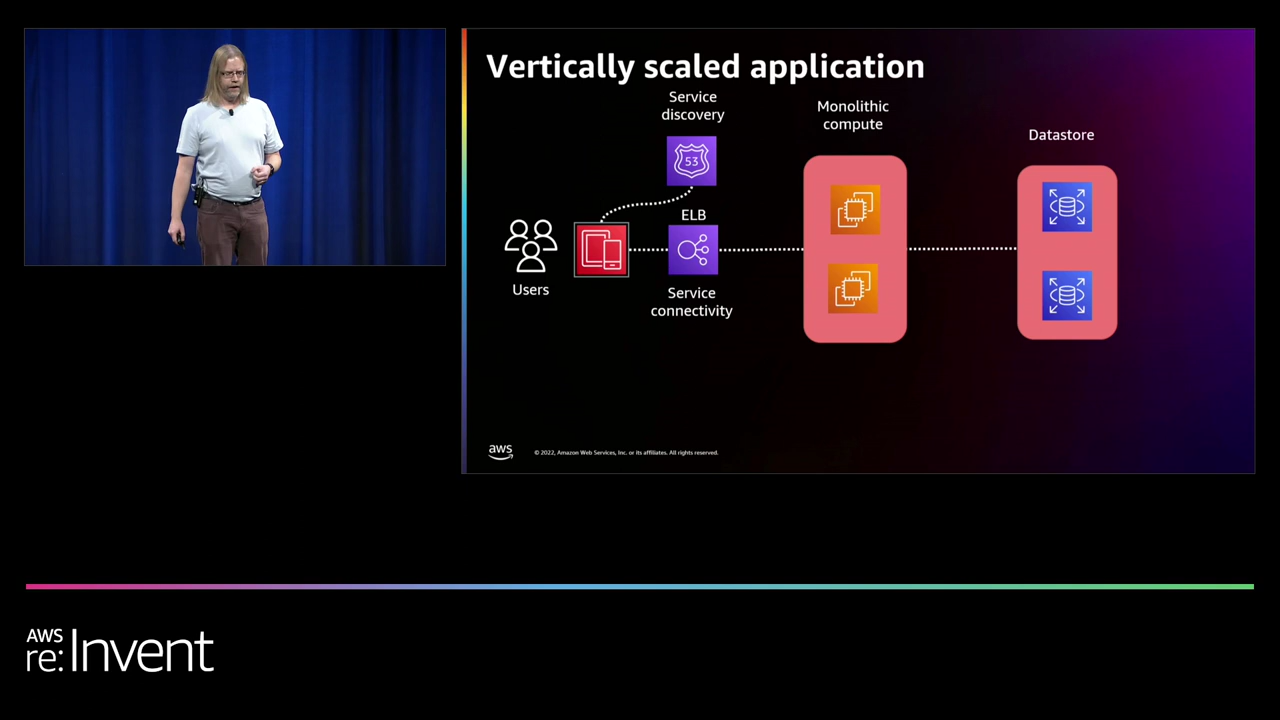 Vertically scaled application
Service
discovery
53
Monolithic
compute
Datastore
ELB
Users
Service
connectivity
aws
© 2022, Amazon Web Services, Inc. or its affiliates. All rights reserved.
AWS
re:Invent